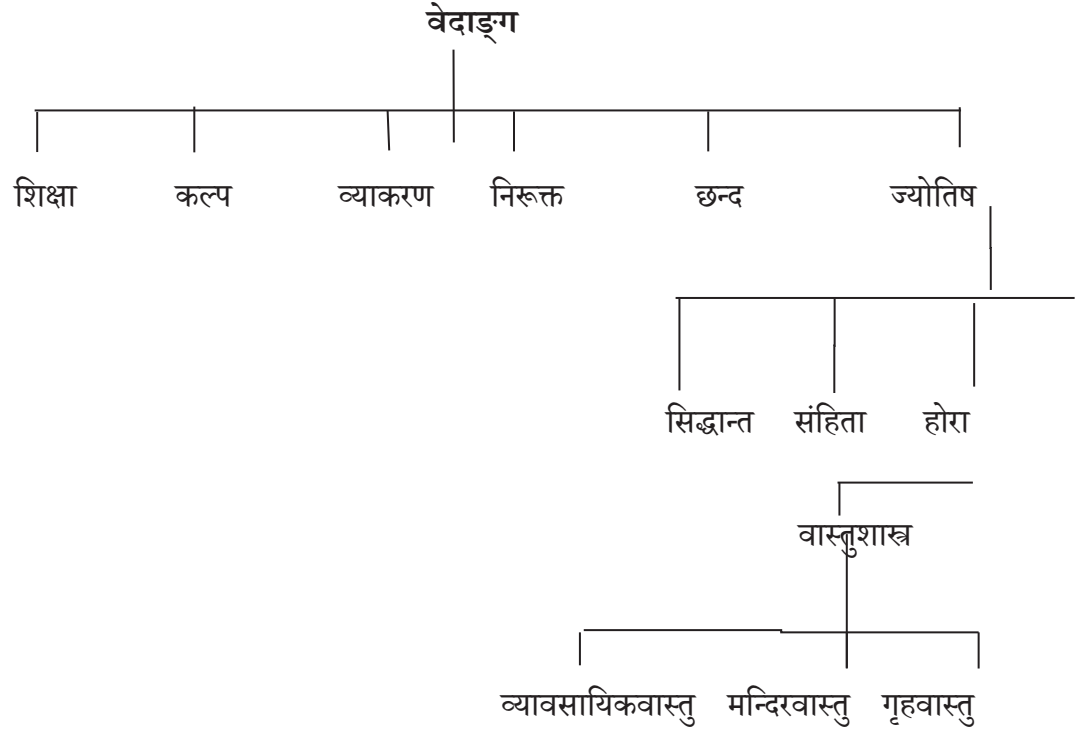 वेदाङ्ग
शिक्षा कल्प व्याकरण निरूक्त छन्द ज्योतिष
सिद्धान्त संहिता होरा
वास्तुशास्त्र
व्यावसायिकवास्तु मन्दिरवास्तु गृहवास्तु